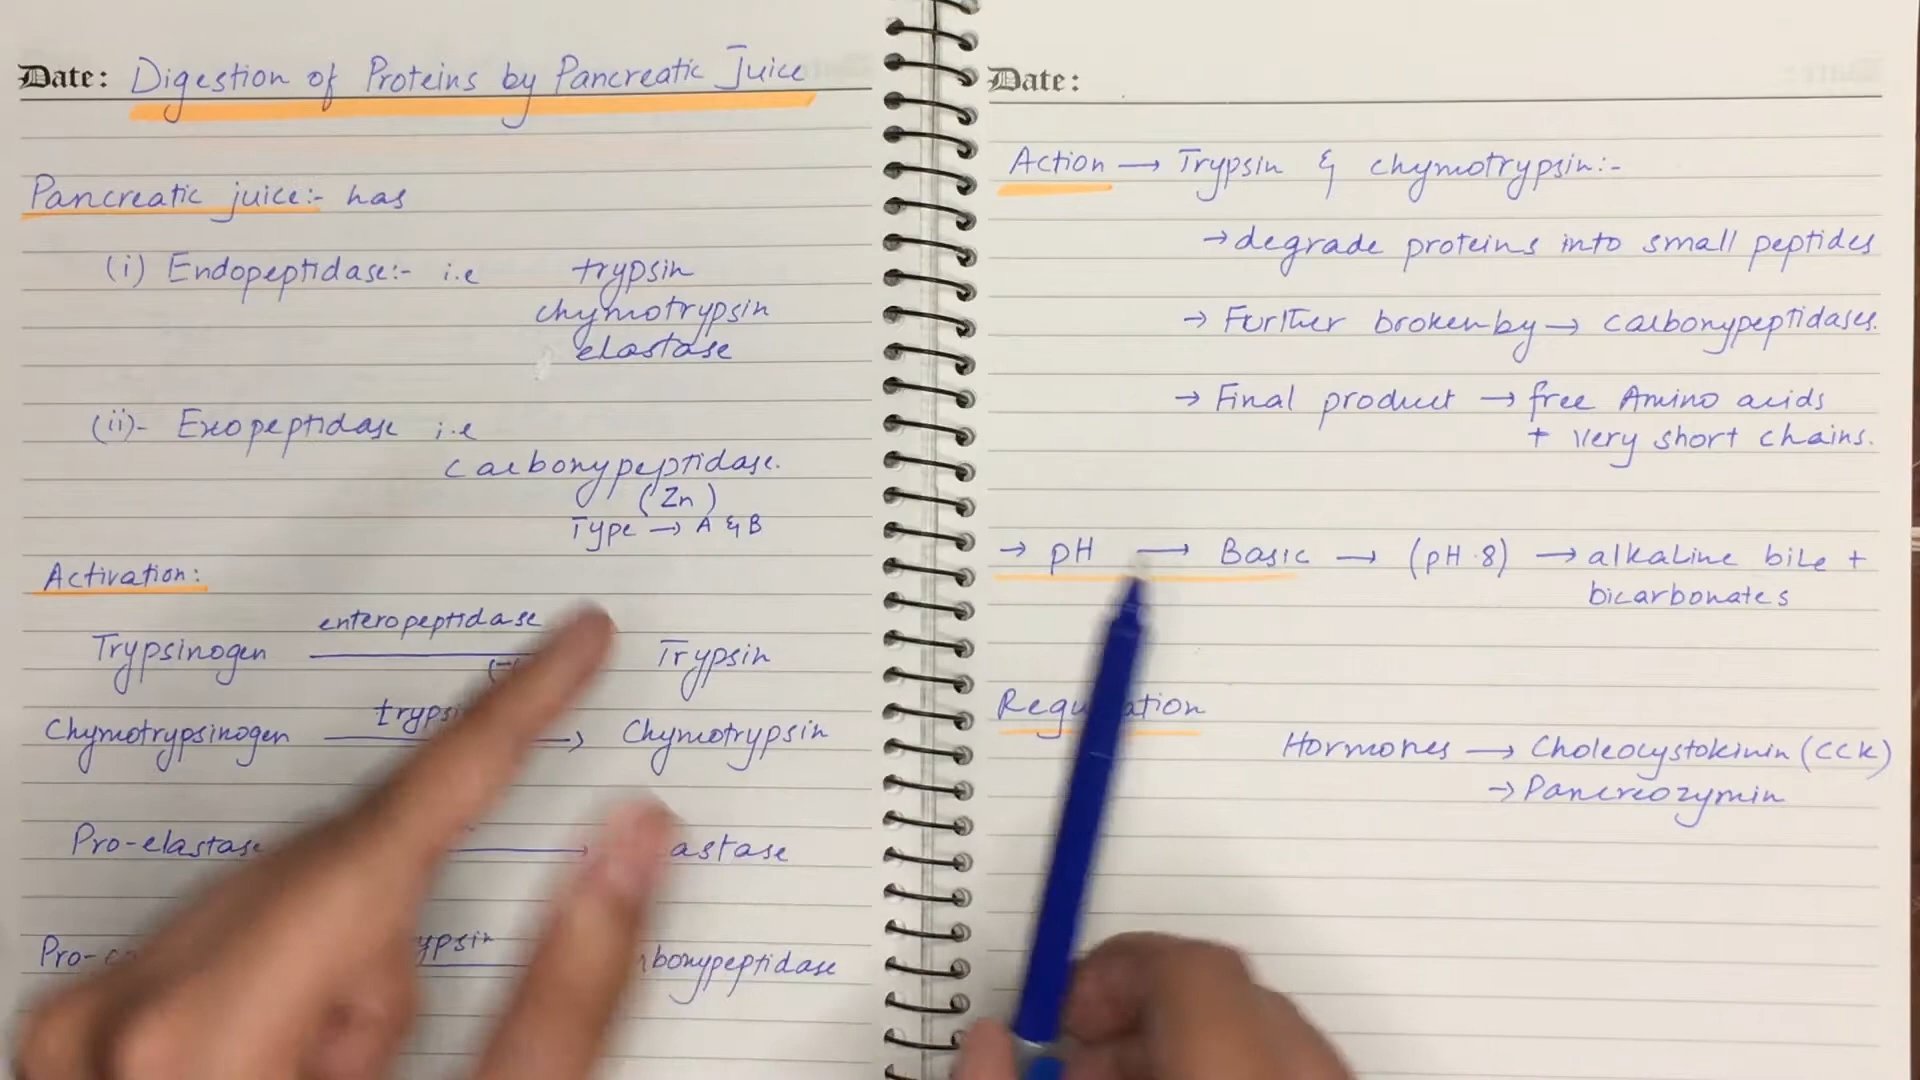 Date: Digestion of Proteins by Pancreatic Juice
Pancreatic juice:- has
(i) Endopeptidase:- i.e trypsin
chymotrypsin
elastase
(ii)- Exopeptidase i.e
carboxypeptidase.
(Zn)
Type → A & B
Activation:
enteropeptidase
Trypsinogen Trypsin
Chymotrypsinogen → Chymotrypsin
Pro-elastase →
Date:
Action → Trypsin & chymotrypsin:-
→ degrade proteins into small peptides
→ Further broken by → carboxypeptidases.
→ Final product → free Amino acids
+ very short chains.
→ pH → Basic → (pH·8) → alkaline bile +
bicarbonates
Hormones → Cholecystokinin (CCK)
→ Pancreozymin